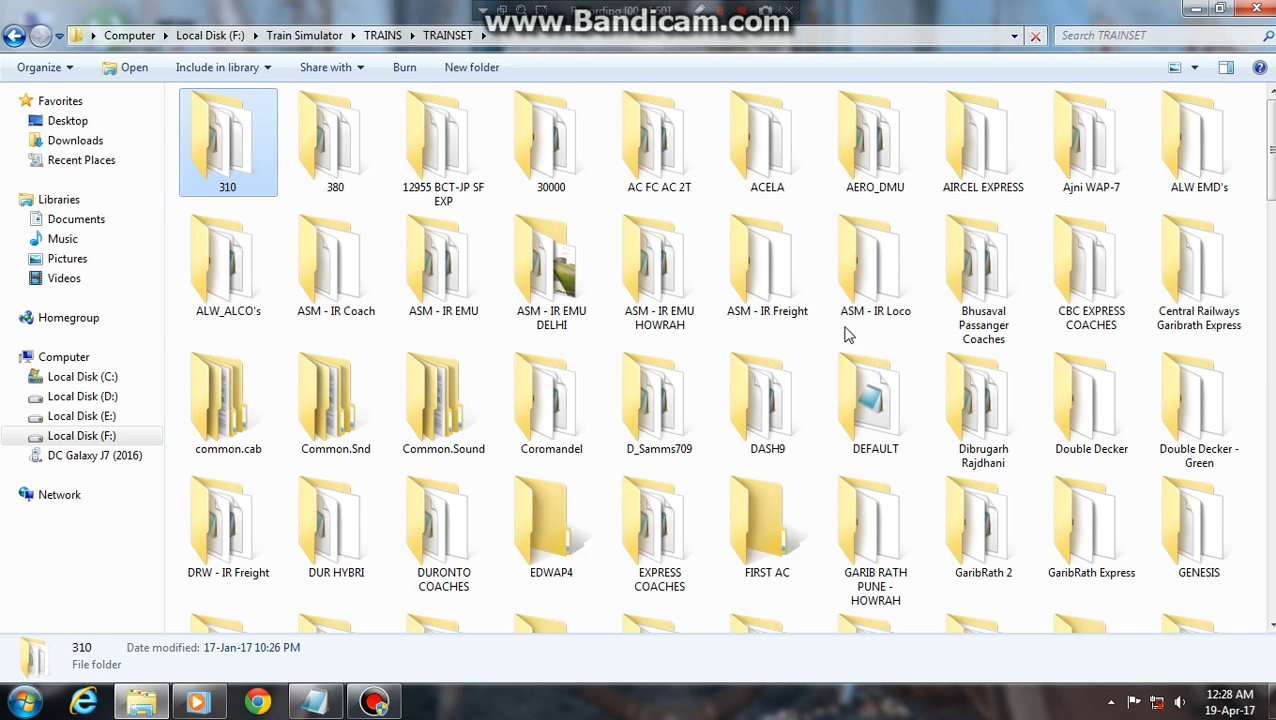 www.Bandicam.com
Computer Local Disk (F:) Train Simulator TRAINS TRAINSET
Search TRAINSET
Organize Open Include in library Share with Burn New folder
Favorites
Desktop
Downloads
Recent Places
Libraries
Documents
Music
Pictures
Videos
Homegroup
Computer
Local Disk (C:)
Local Disk (D:)
Local Disk (E:)
Local Disk (F:)
DC Galaxy J7 (2016)
Network
310
380
12955 BCT-JP SF
EXP
30000
AC FC AC 2T
ACELA
AERO_DMU
AIRCEL EXPRESS
Ajni WAP-7
ALW EMD's
ALW_ALCO's
ASM - IR Coach
ASM - IR EMU
ASM - IR EMU
DELHI
ASM - IR EMU
HOWRAH
ASM - IR Freight
ASM - IR Loco
Bhusaval
Passanger
Coaches
CBC EXPRESS
COACHES
Central Railways
Garibrath Express
common.cab
Common.Snd
Common.Sound
Coromandel
D_Samms709
DASH9
DEFAULT
Dibrugarh
Rajdhani
Double Decker
Double Decker -
Green
DRW - IR Freight
DUR HYBRI
DURONTO
COACHES
EDWAP4
EXPRESS
COACHES
FIRST AC
GARIB RATH
PUNE -
HOWRAH
GaribRath 2
GaribRath Express
GENESIS
310 Date modified: 17-Jan-17 10:26 PM
File folder
12:28 AM
19-Apr-17